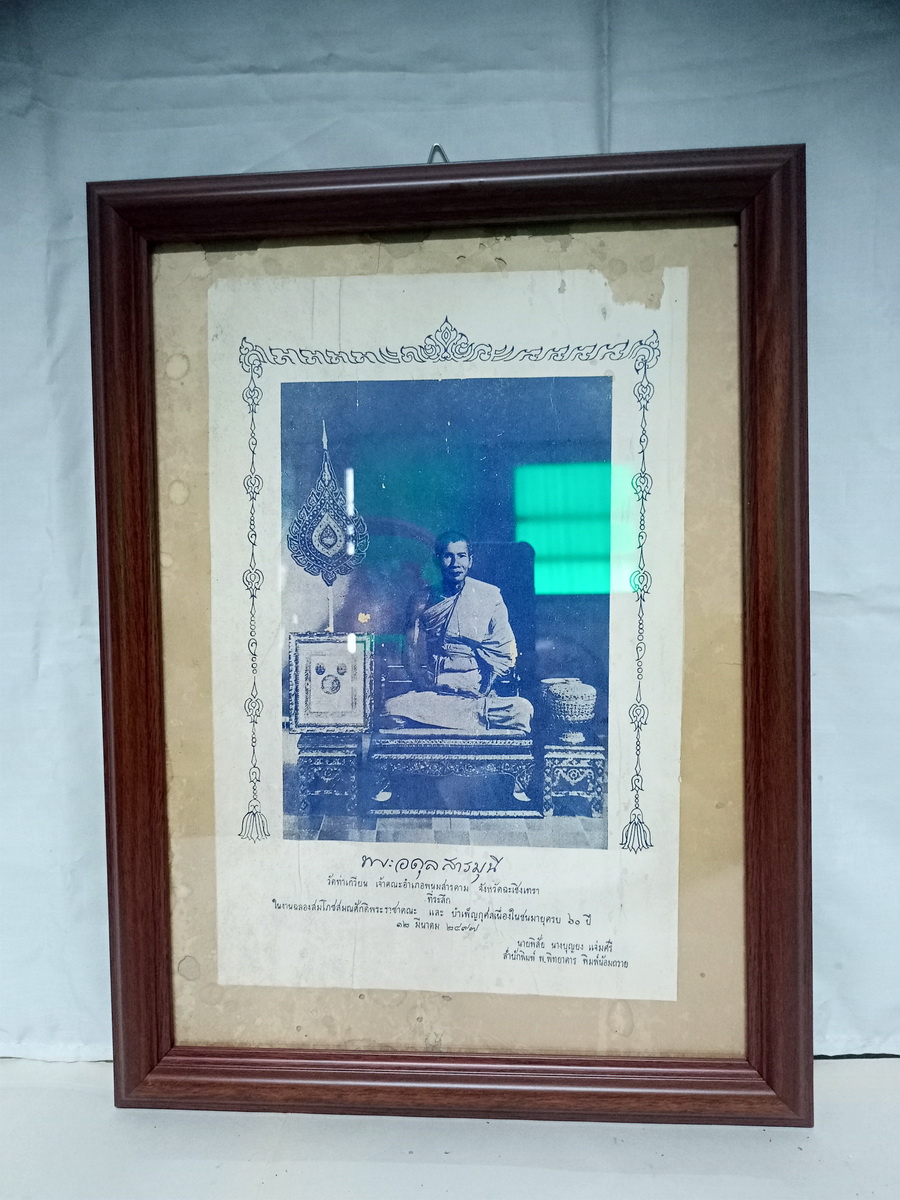 พระอดุลสารมุนี
วัดท่าเกวียน เจ้าคณะอำเภอพนมสารคาม จังหวัดฉะเชิงเทรา
ที่ระลึก
ในงานฉลองสมโภชสมณศักดิ์พระราชาคณะ และ บำเพ็ญกุศลเนื่องในชนมายุครบ ๖๐ ปี
๑๒ มีนาคม ๒๔๙๗
นายพิสัย นางบุญยง แจ่มศรี
สำนักพิมพ์ พ.พิทยาคาร พิมพ์น้อมถวาย